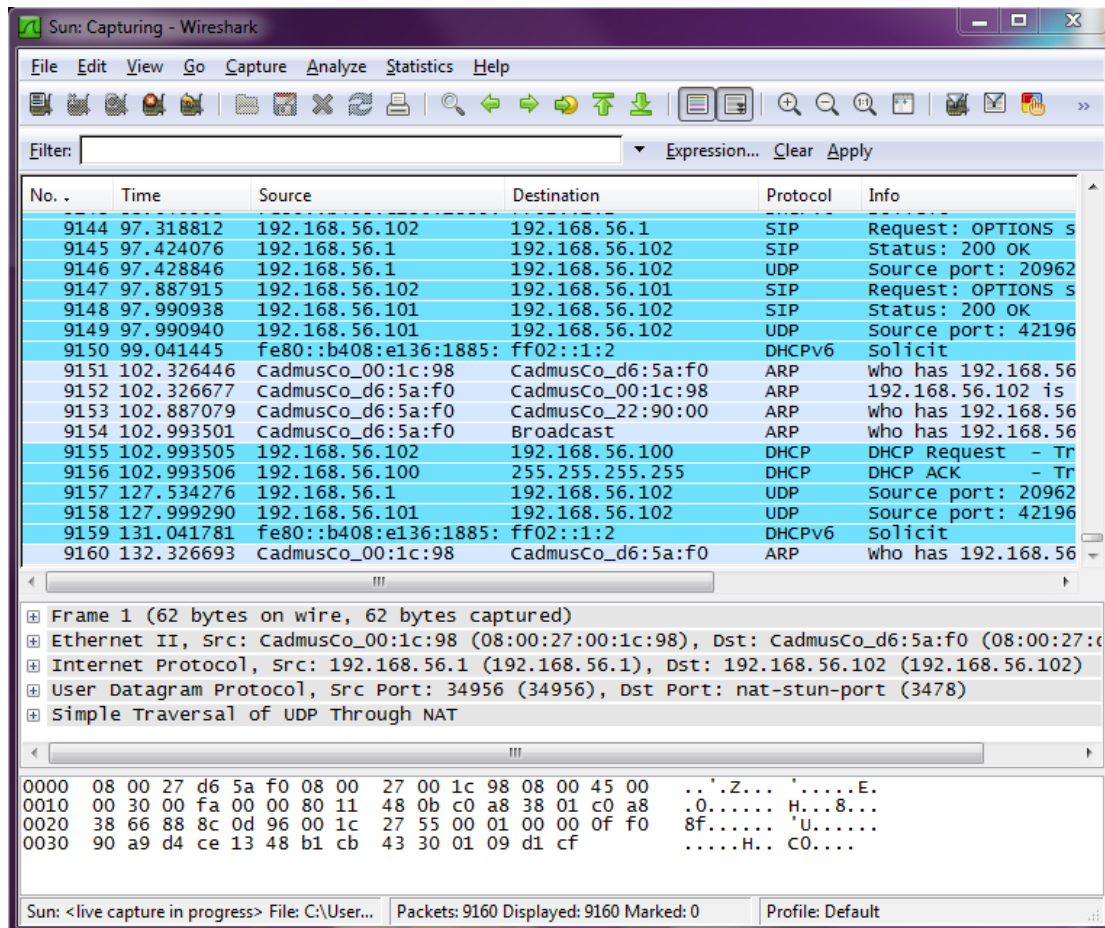 Sun: Capturing - Wireshark
File Edit View Go Capture Analyze Statistics Help
Filter: Expression... Clear Apply
No. . Time Source Destination Protocol Info
9144 97.318812 192.168.56.102 192.168.56.1 SIP Request: OPTIONS s
9145 97.424076 192.168.56.1 192.168.56.102 SIP Status: 200 OK
9146 97.428846 192.168.56.1 192.168.56.102 UDP Source port: 20962
9147 97.887915 192.168.56.102 192.168.56.101 SIP Request: OPTIONS s
9148 97.990938 192.168.56.101 192.168.56.102 SIP Status: 200 OK
9149 97.990940 192.168.56.101 192.168.56.102 UDP Source port: 42196
9150 99.041445 fe80::b408:e136:1885: ff02::1:2 DHCPv6 Solicit
9151 102.326446 CadmusCo_00:1c:98 CadmusCo_d6:5a:f0 ARP who has 192.168.56
9152 102.326677 CadmusCo_d6:5a:f0 CadmusCo_00:1c:98 ARP 192.168.56.102 is
9153 102.887079 CadmusCo_d6:5a:f0 CadmusCo_22:90:00 ARP who has 192.168.56
9154 102.993501 CadmusCo_d6:5a:f0 Broadcast ARP who has 192.168.56
9155 102.993505 192.168.56.102 192.168.56.100 DHCP DHCP Request - Tr
9156 102.993506 192.168.56.100 255.255.255.255 DHCP DHCP ACK - Tr
9157 127.534276 192.168.56.1 192.168.56.102 UDP Source port: 20962
9158 127.999290 192.168.56.101 192.168.56.102 UDP Source port: 42196
9159 131.041781 fe80::b408:e136:1885: ff02::1:2 DHCPv6 Solicit
9160 132.326693 CadmusCo_00:1c:98 CadmusCo_d6:5a:f0 ARP who has 192.168.56
Frame 1 (62 bytes on wire, 62 bytes captured)
Ethernet II, Src: CadmusCo_00:1c:98 (08:00:27:00:1c:98), Dst: CadmusCo_d6:5a:f0 (08:00:27:
Internet Protocol, Src: 192.168.56.1 (192.168.56.1), Dst: 192.168.56.102 (192.168.56.102)
User Datagram Protocol, Src Port: 34956 (34956), Dst Port: nat-stun-port (3478)
Simple Traversal of UDP Through NAT
0000 08 00 27 d6 5a f0 08 00 27 00 1c 98 08 00 45 00 ..'.Z... '.....E.
0010 00 30 00 fa 00 00 80 11 48 0b c0 a8 38 01 c0 a8 .0...... H...8...
0020 38 66 88 8c 0d 96 00 1c 27 55 00 01 00 00 0f f0 8f...... 'U......
0030 90 a9 d4 ce 13 48 b1 cb 43 30 01 09 d1 cf .....H.. C0....
Sun: <live capture in progress> File: C:\User... Packets: 9160 Displayed: 9160 Marked: 0 Profile: Default